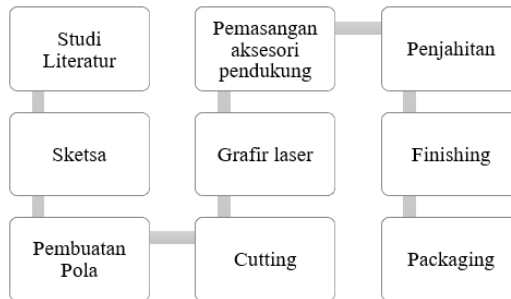 Studi
Literatur
Sketsa
Pembuatan
Pola
Cutting
Grafir laser
Pemasangan
aksesori
pendukung
Penjahitan
Finishing
Packaging